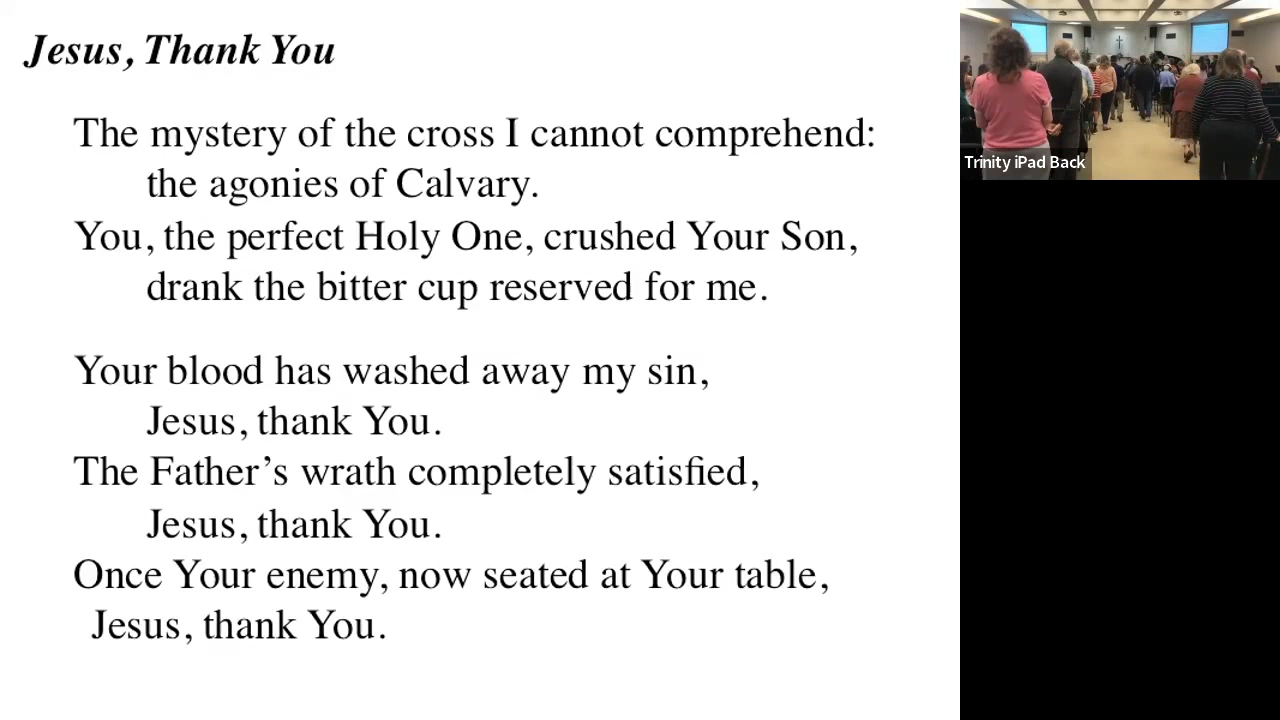 Jesus, Thank You
The mystery of the cross I cannot comprehend:
the agonies of Calvary.
You, the perfect Holy One, crushed Your Son,
drank the bitter cup reserved for me.
Your blood has washed away my sin,
Jesus, thank You.
The Father’s wrath completely satisfied,
Jesus, thank You.
Once Your enemy, now seated at Your table,
Jesus, thank You.
Trinity iPad Back